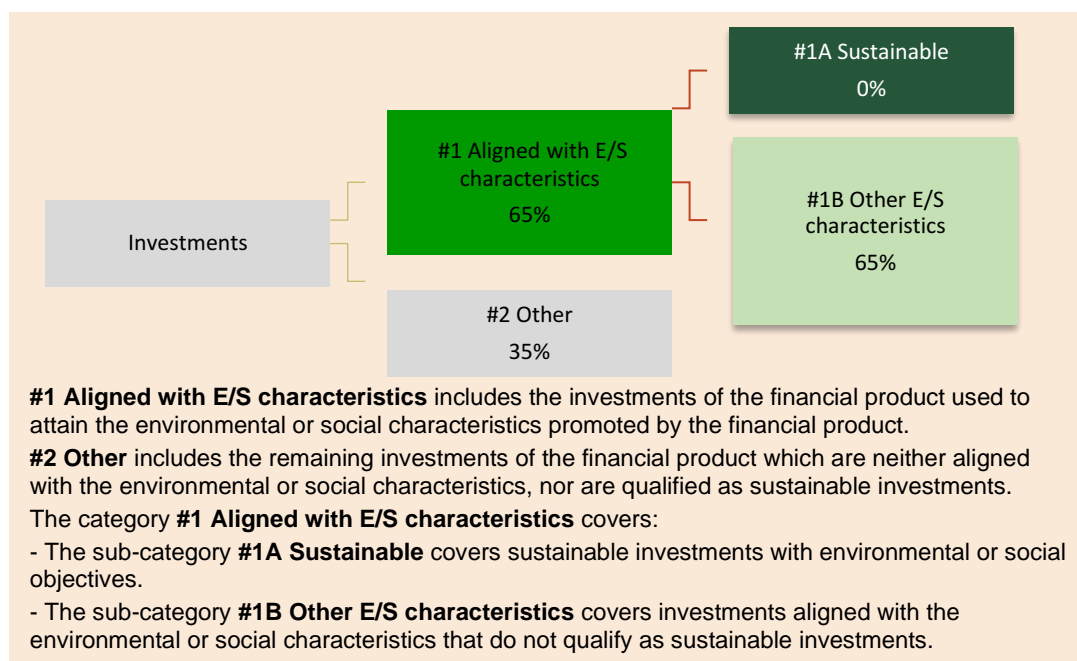 #1A Sustainable
0%
#1 Aligned with E/S
characteristics
65%
#1B Other E/S
characteristics
65%
Investments
#2 Other
35%
#1 Aligned with E/S characteristics includes the investments of the financial product used to
attain the environmental or social characteristics promoted by the financial product.
#2 Other includes the remaining investments of the financial product which are neither aligned
with the environmental or social characteristics, nor are qualified as sustainable investments.
The category #1 Aligned with E/S characteristics covers:
- The sub-category #1A Sustainable covers sustainable investments with environmental or social
objectives.
- The sub-category #1B Other E/S characteristics covers investments aligned with the
environmental or social characteristics that do not qualify as sustainable investments.